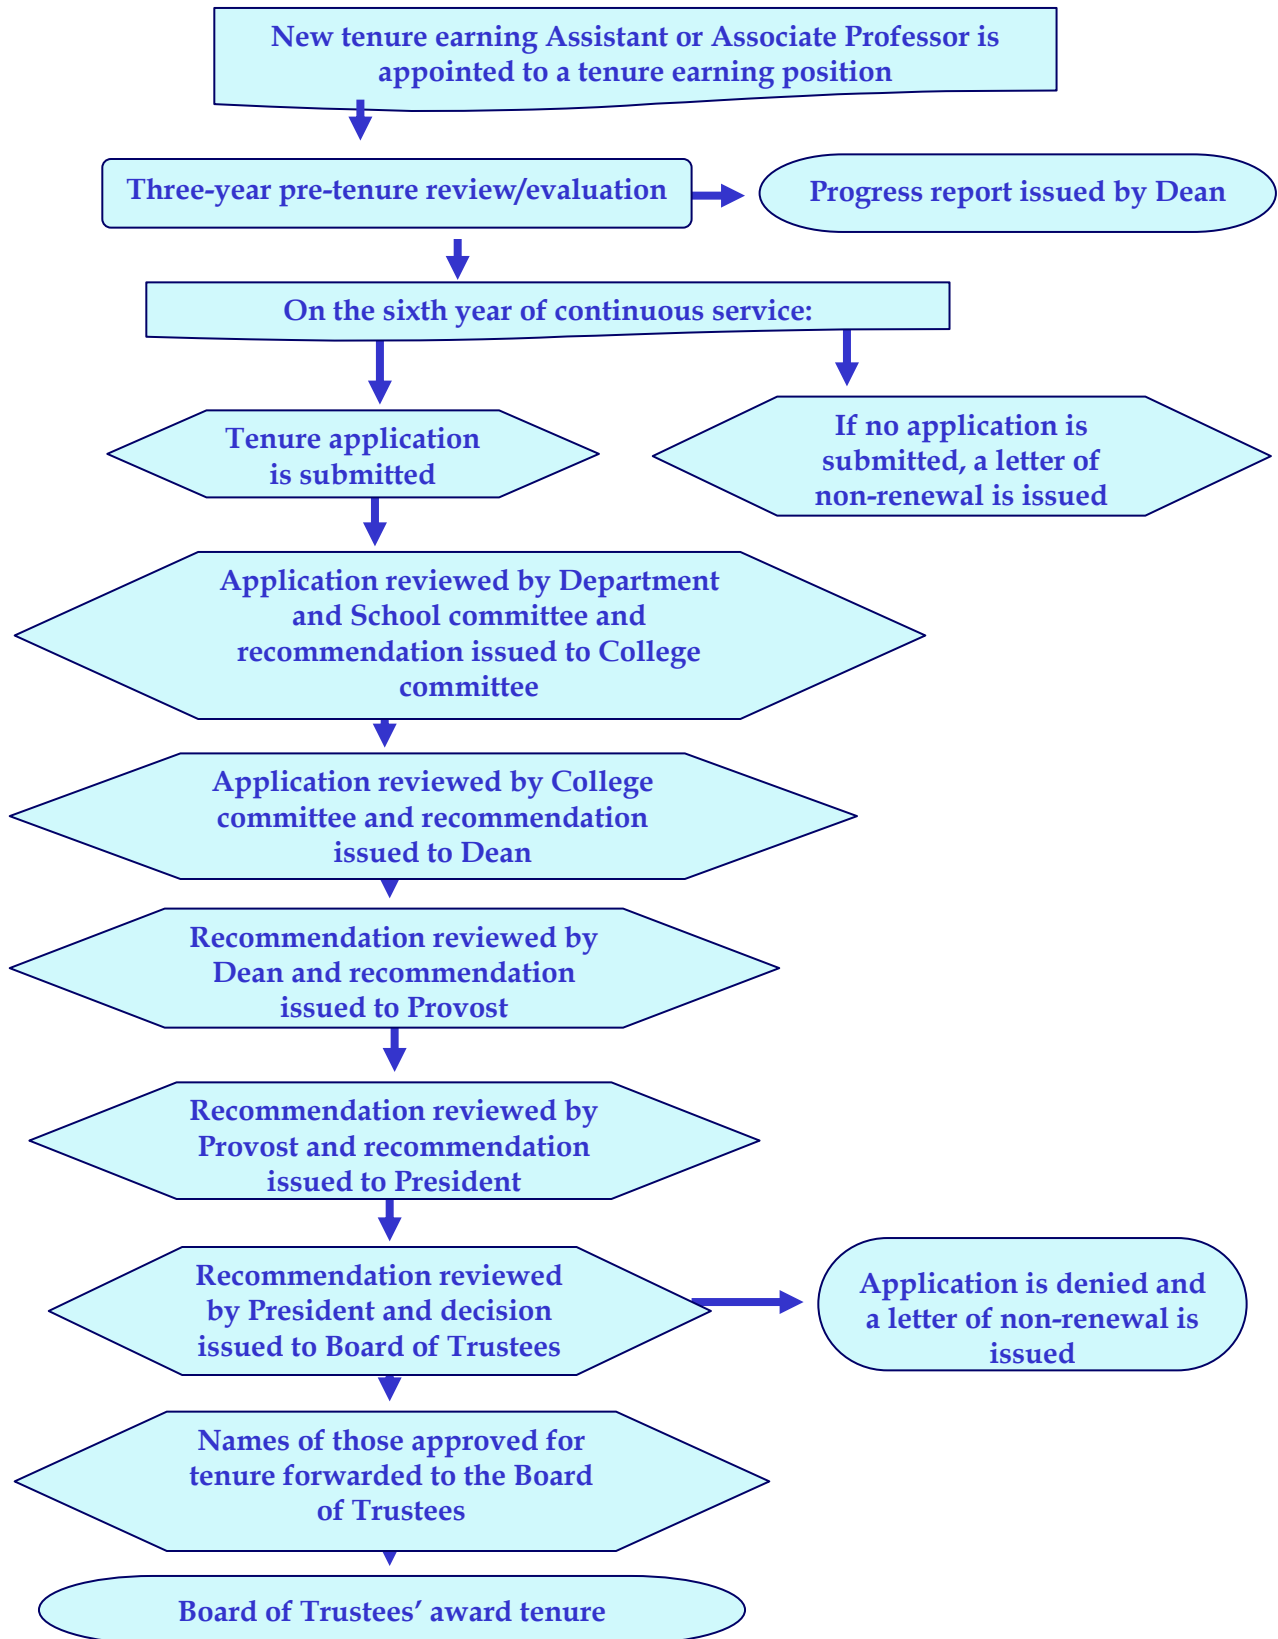 New tenure earning Assistant or Associate Professor is
appointed to a tenure earning position
Three-year pre-tenure review/evaluation
Progress report issued by Dean
On the sixth year of continuous service:
Tenure application
is submitted
If no application is
submitted, a letter of
non-renewal is issued
Application reviewed by Department
and School committee and
recommendation issued to College
committee
Application reviewed by College
committee and recommendation
issued to Dean
Recommendation reviewed by
Dean and recommendation
issued to Provost
Recommendation reviewed by
Provost and recommendation
issued to President
Recommendation reviewed
by President and decision
issued to Board of Trustees
Application is denied and
a letter of non-renewal is
issued
Names of those approved for
tenure forwarded to the Board
of Trustees
Board of Trustees’ award tenure